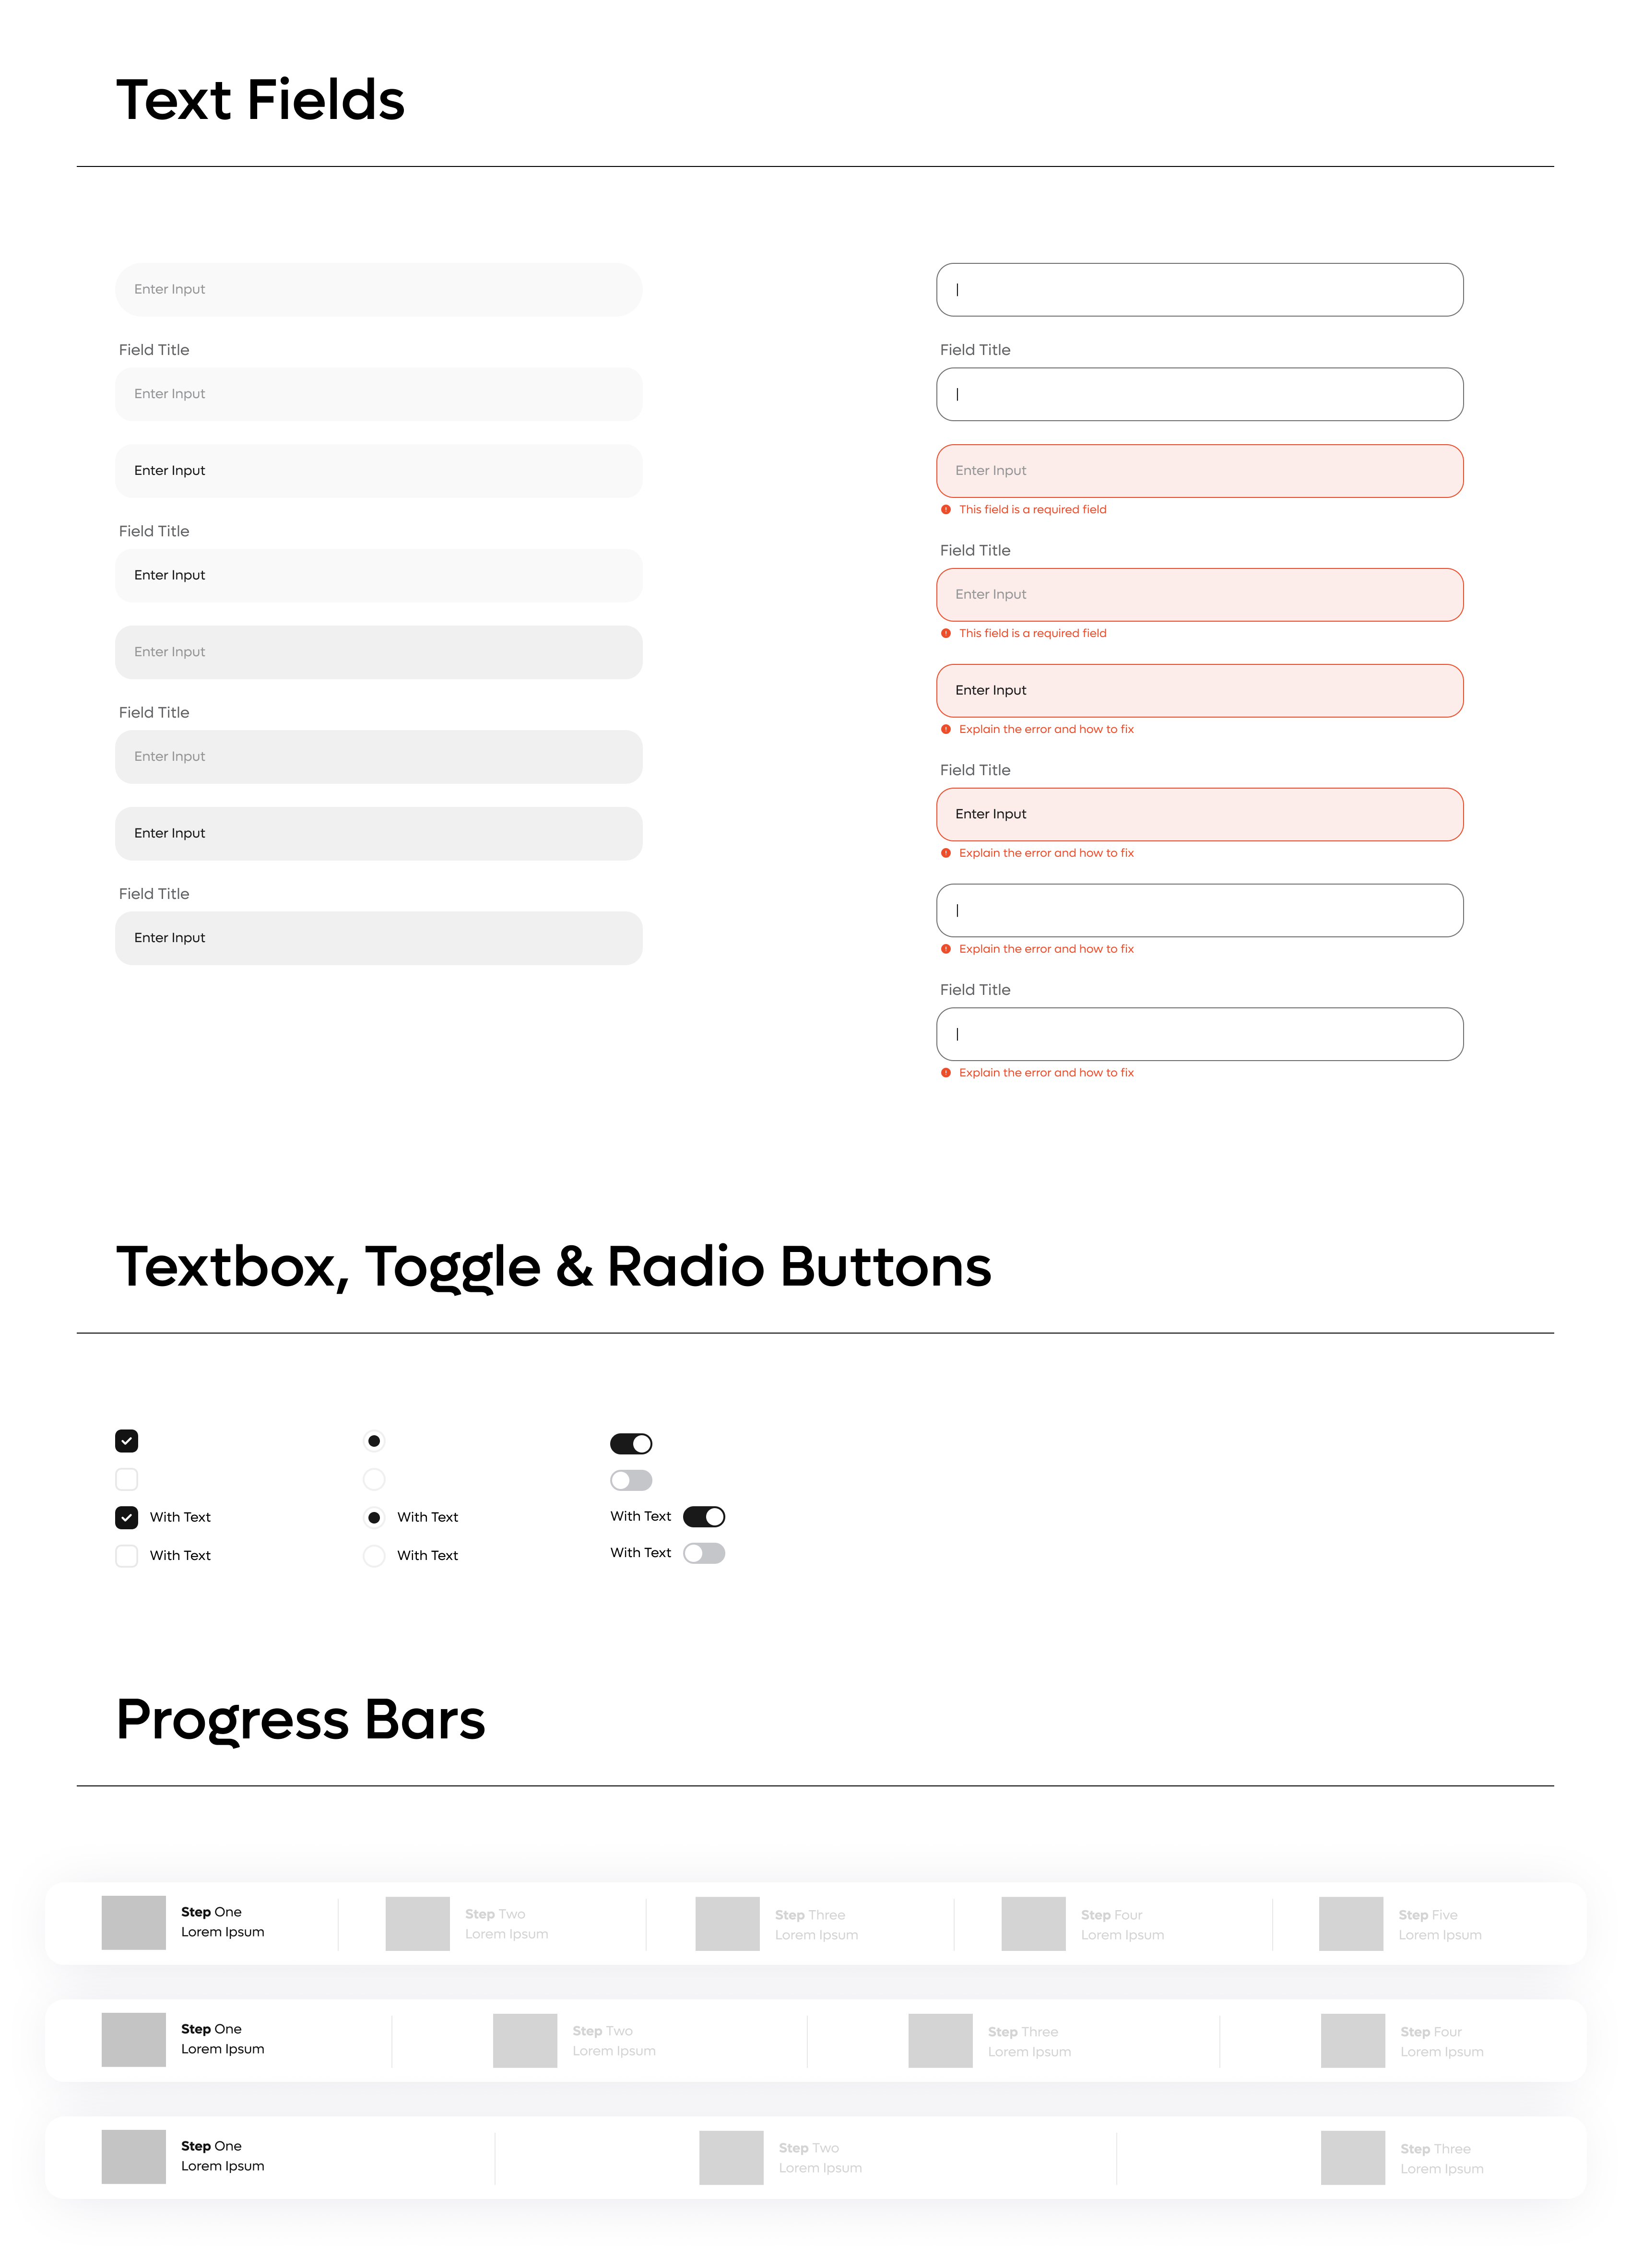 Text Fields
Enter Input
Field Title
Enter Input
Enter Input
Field Title
Enter Input
Enter Input
Field Title
Enter Input
Enter Input
Field Title
Enter Input
Field Title
Enter Input
This field is a required field
Field Title
Enter Input
This field is a required field
Enter Input
Explain the error and how to fix
Field Title
Enter Input
Explain the error and how to fix
Explain the error and how to fix
Field Title
Explain the error and how to fix
Textbox, Toggle & Radio Buttons
With Text
With Text
With Text
With Text
With Text
With Text
Progress Bars
Step One
Lorem Ipsum
Step Two
Lorem Ipsum
Step Three
Lorem Ipsum
Step Four
Lorem Ipsum
Step Five
Lorem Ipsum
Step One
Lorem Ipsum
Step Two
Lorem Ipsum
Step Three
Lorem Ipsum
Step Four
Lorem Ipsum
Step One
Lorem Ipsum
Step Two
Lorem Ipsum
Step Three
Lorem Ipsum